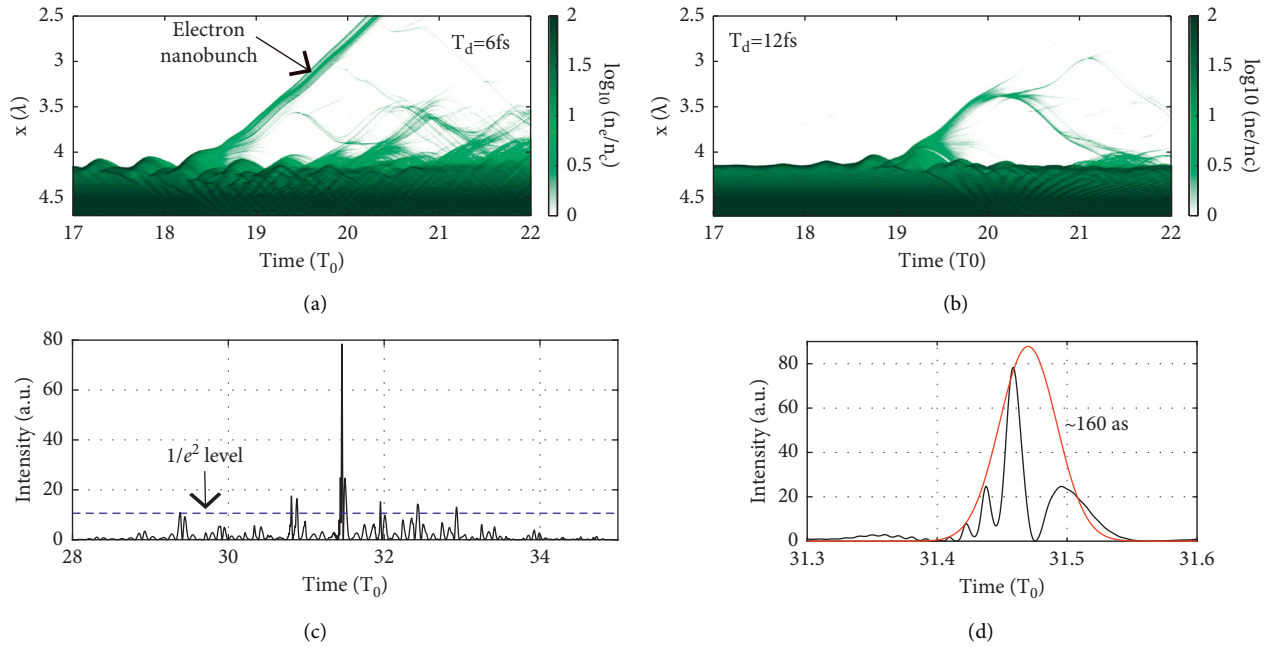 Electron
nanobunch
T_d=6fs
x (λ)
2.5
3
3.5
4
4.5
17 18 19 20 21 22
Time (T_0)
2
1.5
1
0.5
0
log_10 (n_e/n_c)
(a)
T_d=12fs
x (λ)
2.5
3
3.5
4
4.5
17 18 19 20 21 22
Time (T0)
2
1.5
1
0.5
0
log10 (ne/nc)
(b)
Intensity (a.u.)
80
60
40
20
0
1/e² level
28 30 32 34
Time (T_0)
(c)
Intensity (a.u.)
80
60
40
20
0
~160 as
31.3 31.4 31.5 31.6
Time (T_0)
(d)